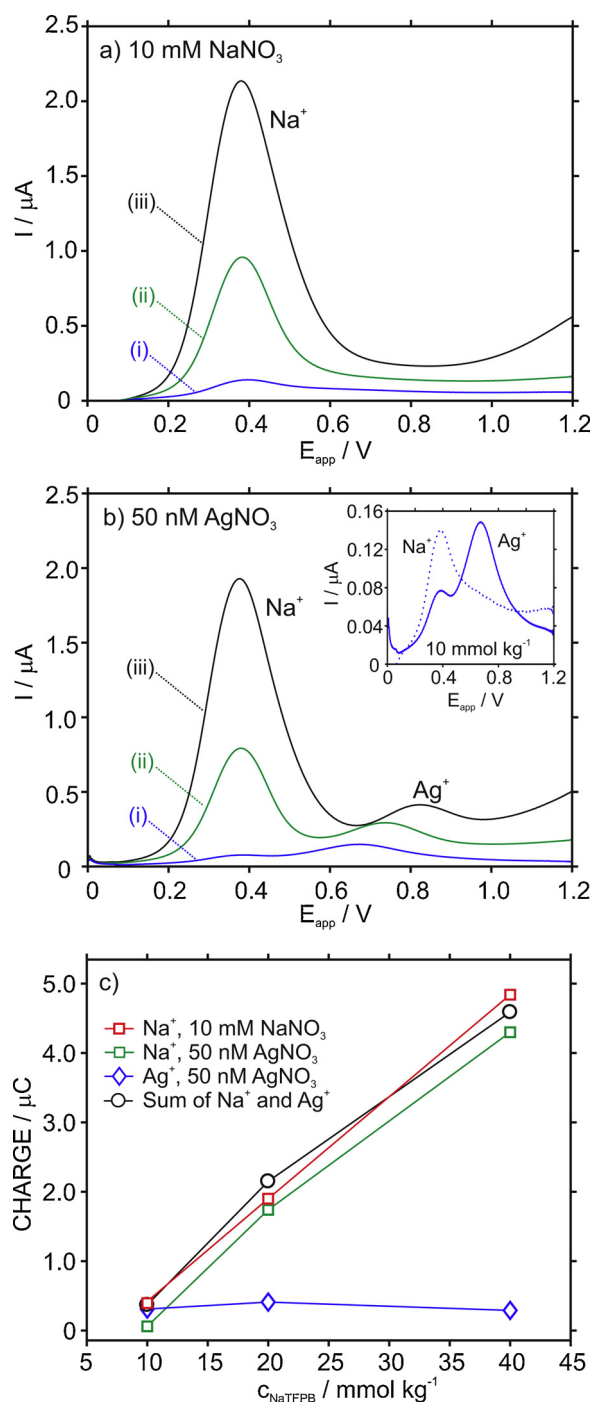 a) 10 mM NaNO₃
2.5
2.0
1.5
1.0
0.5
0
I / µA
Na⁺
(iii)
(ii)
(i)
0 0.2 0.4 0.6 0.8 1.0 1.2
E_app / V
b) 50 nM AgNO₃
2.5
2.0
1.5
1.0
0.5
0
I / µA
Na⁺
(iii)
(ii)
(i)
Ag⁺
0.16
0.12
0.08
0.04
0
I / µA
Na⁺
Ag⁺
10 mmol kg⁻¹
0 0.4 0.8 1.2
E_app / V
0 0.2 0.4 0.6 0.8 1.0 1.2
E_app / V
c)
5.0
4.0
3.0
2.0
1.0
0
CHARGE / µC
Na⁺, 10 mM NaNO₃
Na⁺, 50 nM AgNO₃
Ag⁺, 50 nM AgNO₃
Sum of Na⁺ and Ag⁺
5 10 15 20 25 30 35 40 45
c_NaTFPB / mmol kg⁻¹